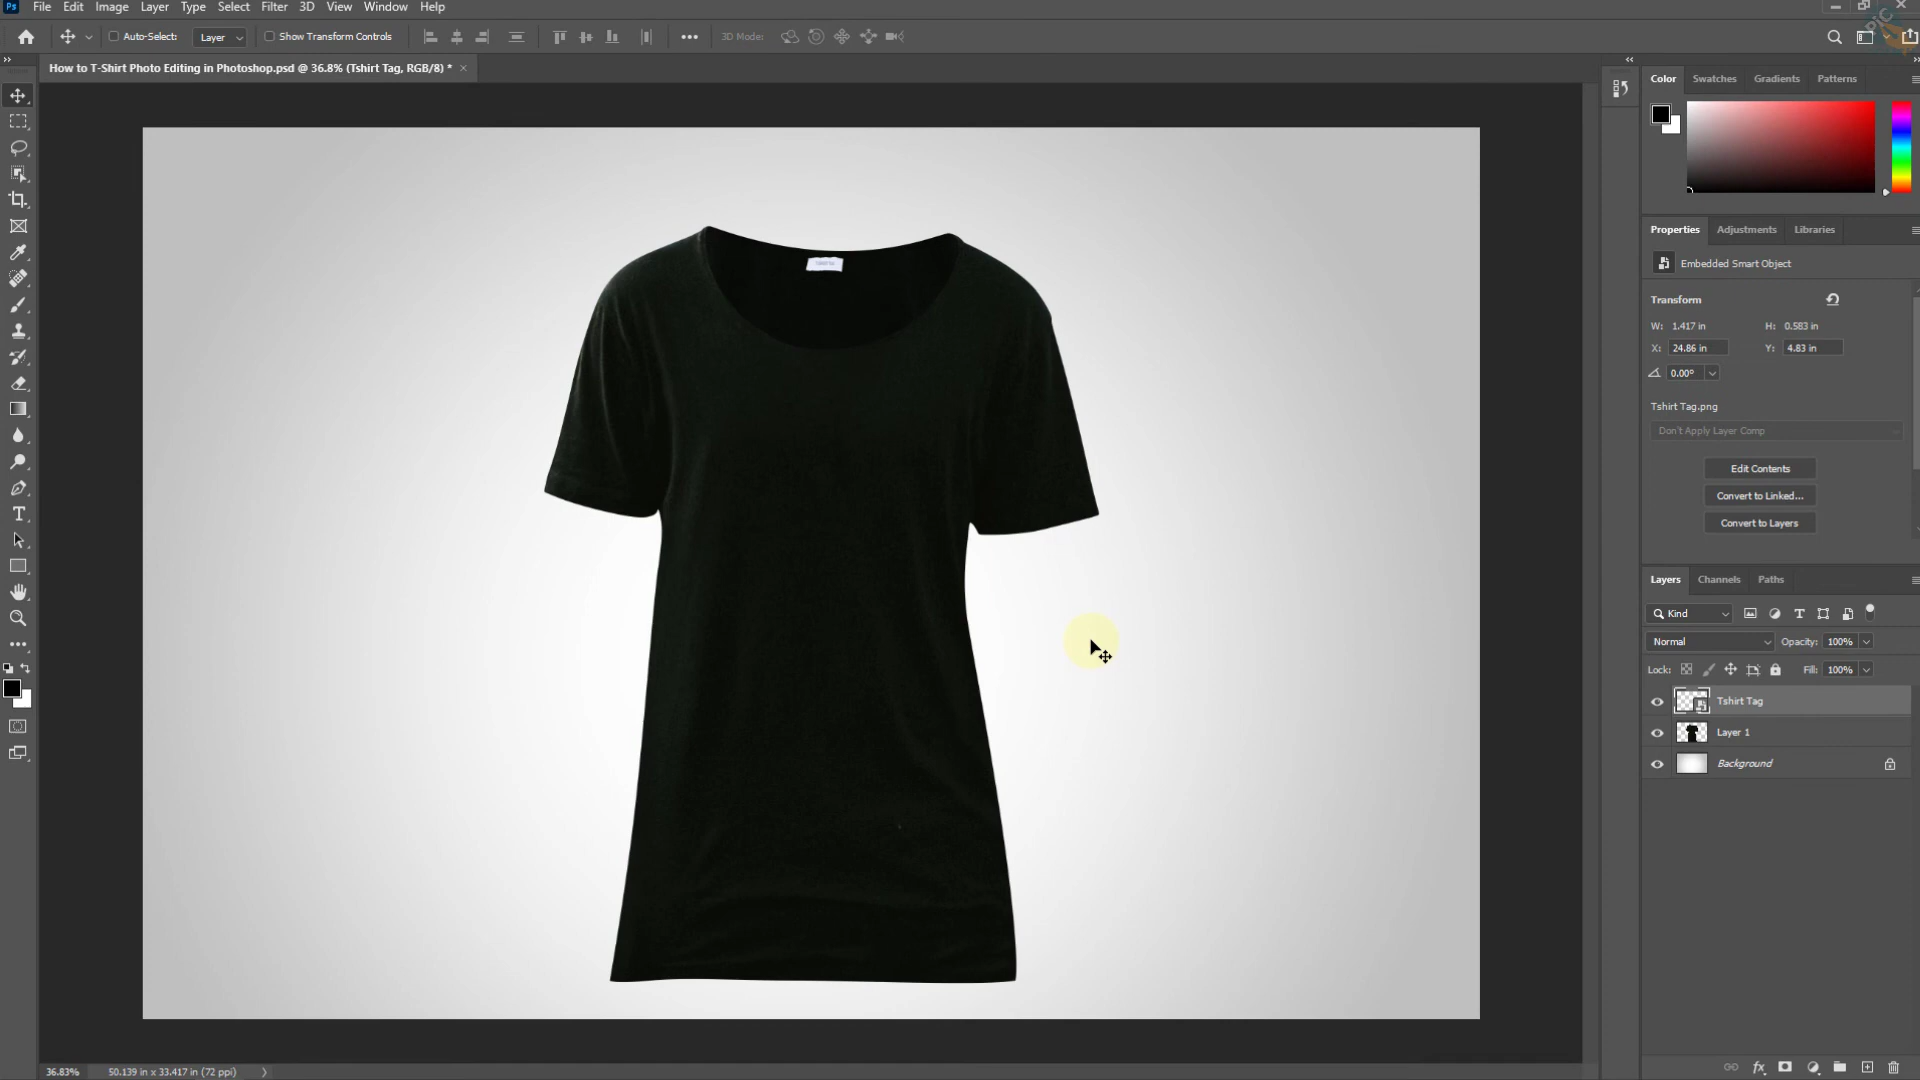 Ps File Edit Image Layer Type Select Filter 3D View Window Help
Auto-Select: Layer Show Transform Controls 3D Mode:
How to T-Shirt Photo Editing in Photoshop.psd @ 36.8% (Tshirt Tag, RGB/8) *
Color Swatches Gradients Patterns
Properties Adjustments Libraries
Embedded Smart Object
Transform
W: 1.417 in H: 0.583 in
X: 24.86 in Y: 4.83 in
0.00°
Tshirt Tag.png
Don't Apply Layer Comp
Edit Contents
Convert to Linked...
Convert to Layers
Layers Channels Paths
Kind
Normal Opacity: 100%
Lock: Fill: 100%
Tshirt Tag
Layer 1
Background
36.83% 50.139 in x 33.417 in (72 ppi)